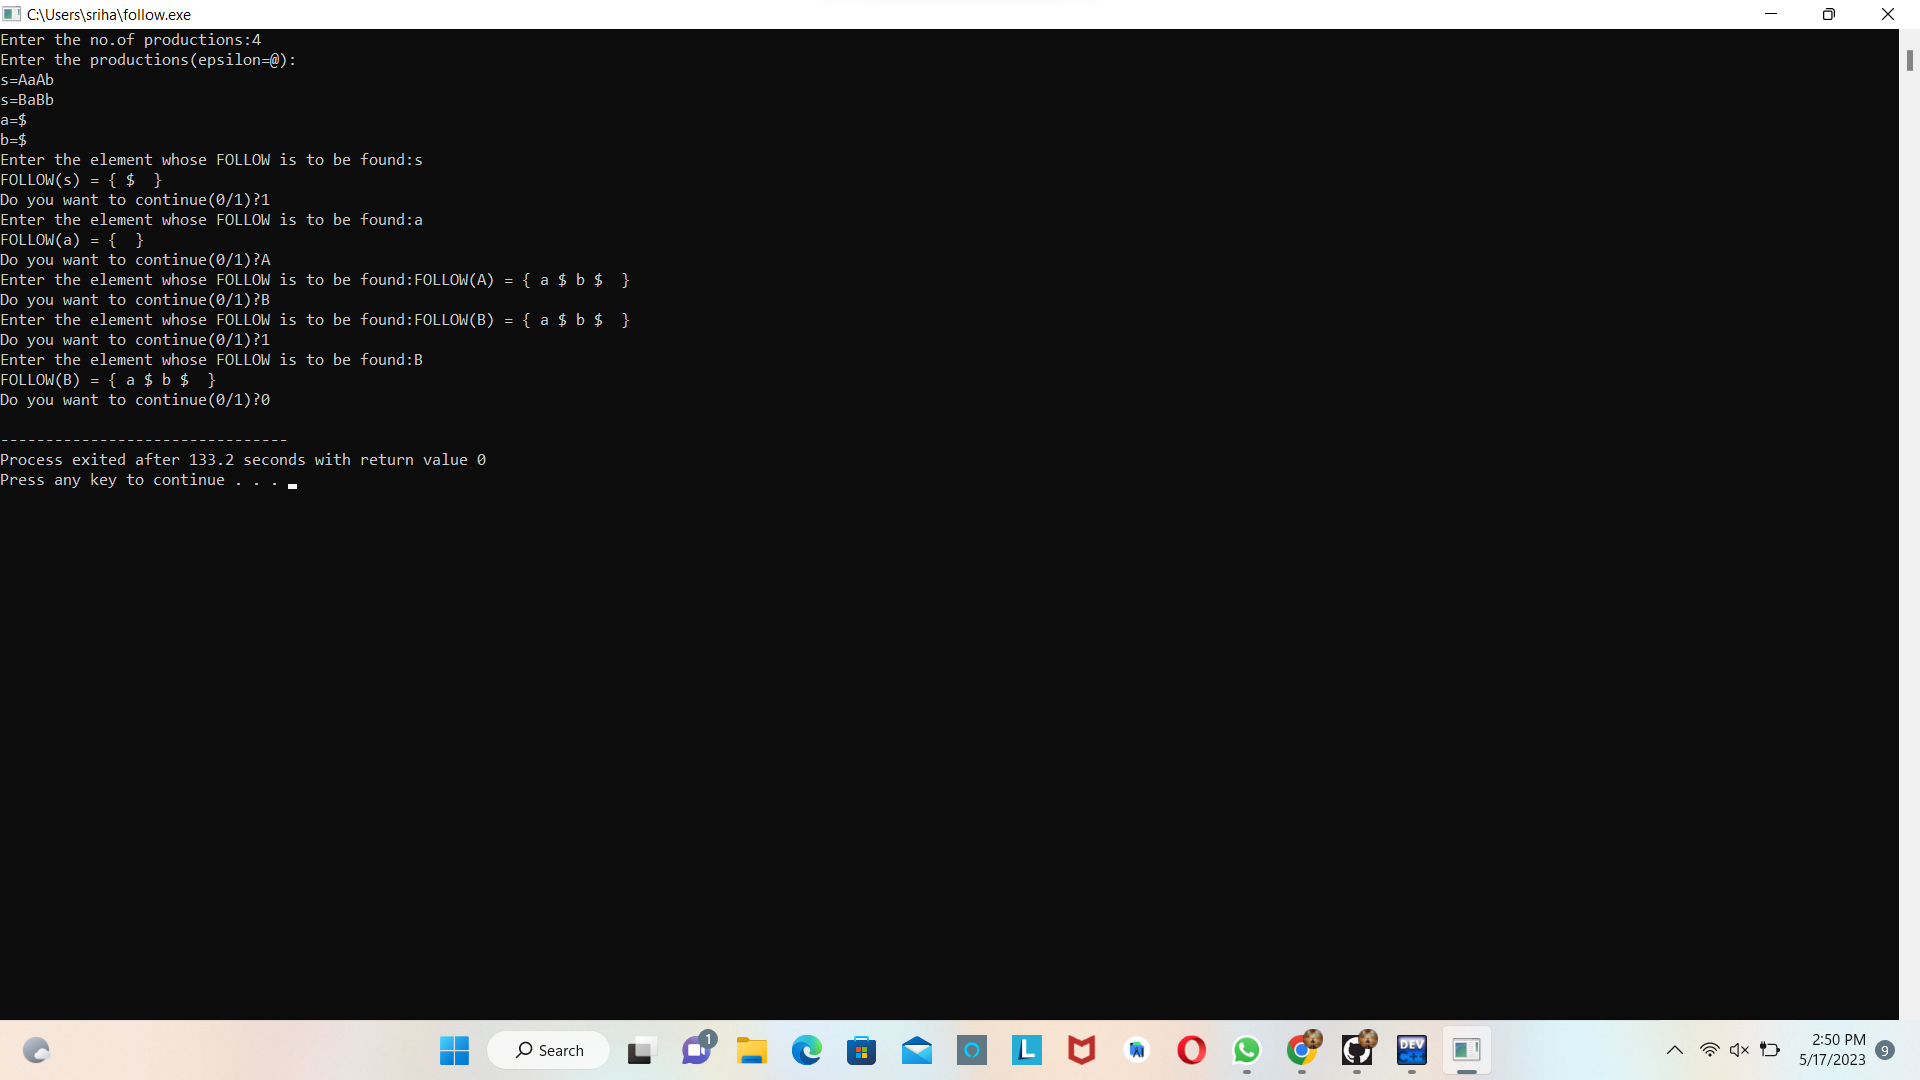 C:\Users\sriha\follow.exe
Enter the no.of productions:4
Enter the productions(epsilon=@):
s=AaAb
s=BaBb
a=$
b=$
Enter the element whose FOLLOW is to be found:s
FOLLOW(s) = { $  }
Do you want to continue(0/1)?1
Enter the element whose FOLLOW is to be found:a
FOLLOW(a) = {  }
Do you want to continue(0/1)?A
Enter the element whose FOLLOW is to be found:FOLLOW(A) = { a $ b $  }
Do you want to continue(0/1)?B
Enter the element whose FOLLOW is to be found:FOLLOW(B) = { a $ b $  }
Do you want to continue(0/1)?1
Enter the element whose FOLLOW is to be found:B
FOLLOW(B) = { a $ b $  }
Do you want to continue(0/1)?0
--------------------------------
Process exited after 133.2 seconds with return value 0
Press any key to continue . . .
Search
1
L
AI
DEV
C++
2:50 PM
5/17/2023
9